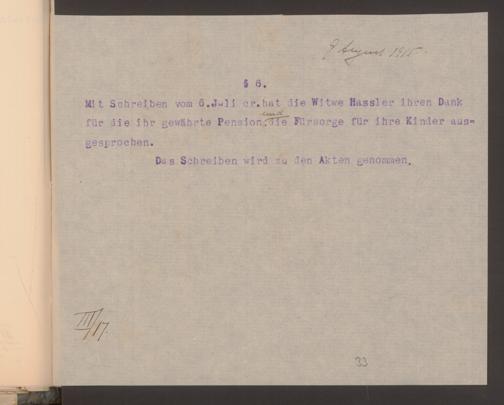 9 August 1915.
§ 6.
Mit Schreiben vom 6.Juli cr.hat die Witwe Hassler ihren Dank
und
für die ihr gewährte Pension,die Fürsorge für ihre Kinder aus=
gesprochen.
Das Schreiben wird zu den Akten genommen.
III/17.
33